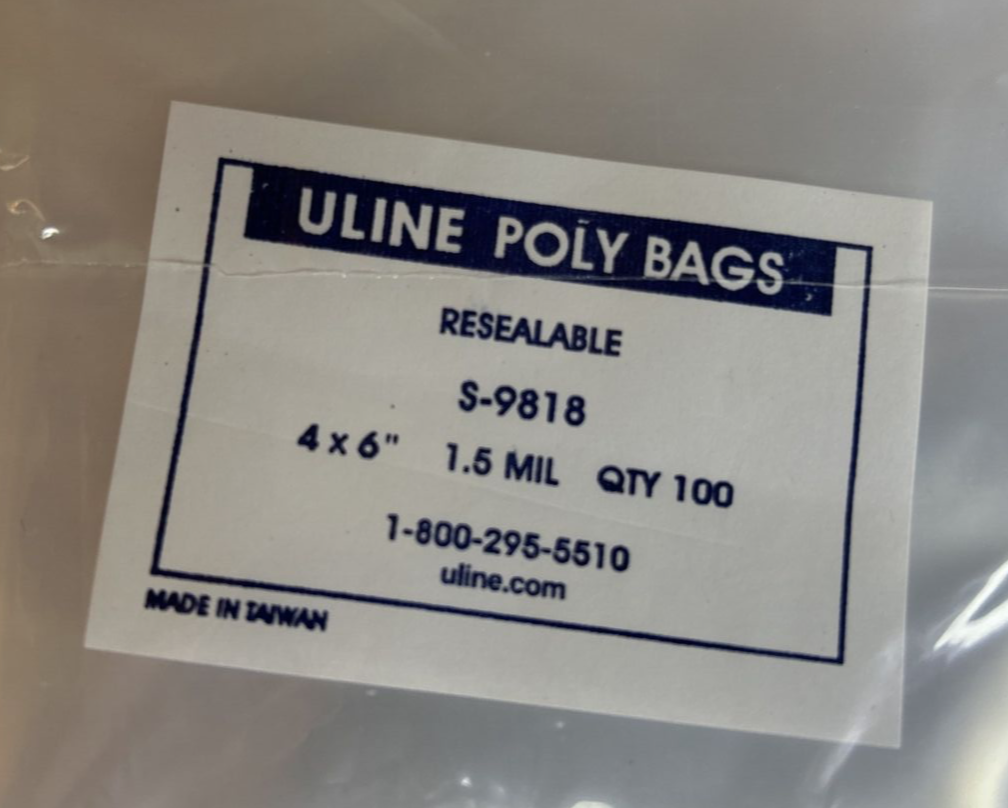 ULINE POLY BAGS
RESEALABLE
S-9818
4 x 6" 1.5 MIL QTY 100
1-800-295-5510
uline.com
MADE IN TAIWAN